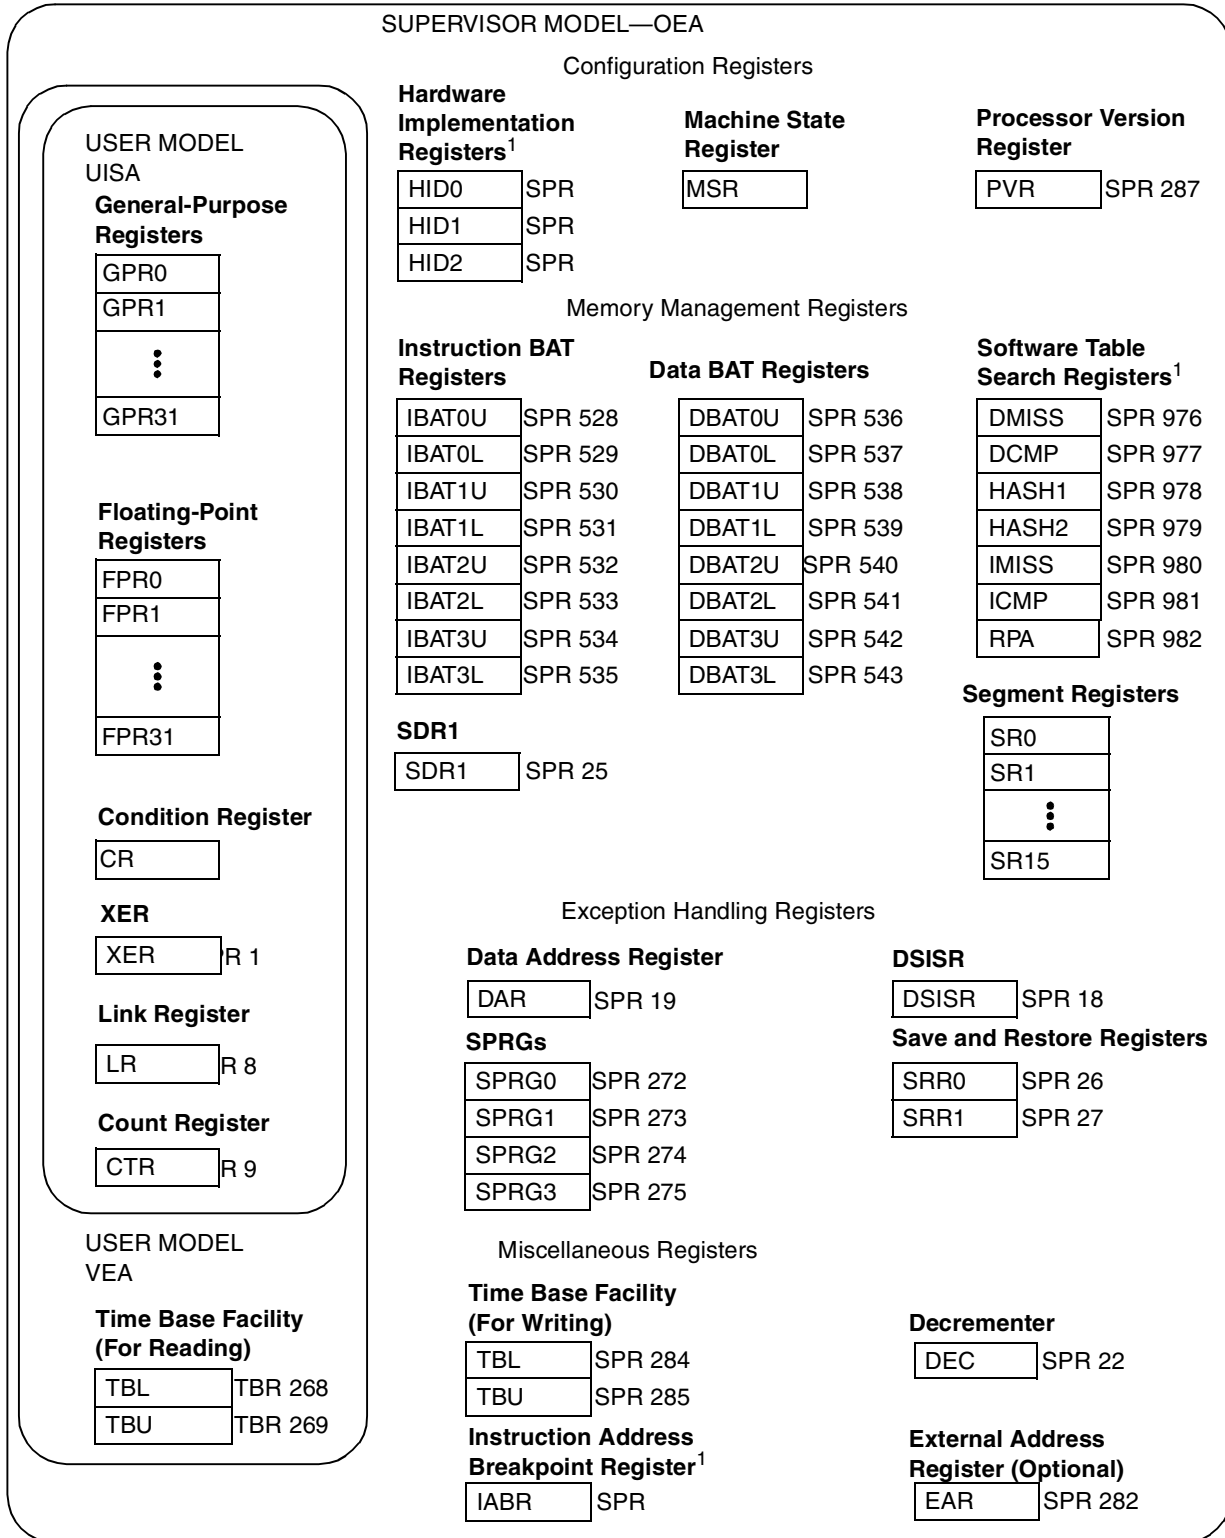 SUPERVISOR MODEL—OEA
Configuration Registers
Hardware
Implementation
Registers1
HID0 SPR
HID1 SPR
HID2 SPR
Machine State
Register
MSR
Processor Version
Register
PVR SPR 287
USER MODEL
UISA
General-Purpose
Registers
GPR0
GPR1
GPR31
Floating-Point
Registers
FPR0
FPR1
FPR31
Condition Register
CR
XER
XER PR 1
Link Register
LR R 8
Count Register
CTR R 9
USER MODEL
VEA
Time Base Facility
(For Reading)
TBL TBR 268
TBU TBR 269
Memory Management Registers
Instruction BAT
Registers
IBAT0U SPR 528
IBAT0L SPR 529
IBAT1U SPR 530
IBAT1L SPR 531
IBAT2U SPR 532
IBAT2L SPR 533
IBAT3U SPR 534
IBAT3L SPR 535
Data BAT Registers
DBAT0U SPR 536
DBAT0L SPR 537
DBAT1U SPR 538
DBAT1L SPR 539
DBAT2U SPR 540
DBAT2L SPR 541
DBAT3U SPR 542
DBAT3L SPR 543
Software Table
Search Registers1
DMISS SPR 976
DCMP SPR 977
HASH1 SPR 978
HASH2 SPR 979
IMISS SPR 980
ICMP SPR 981
RPA SPR 982
SDR1
SDR1 SPR 25
Segment Registers
SR0
SR1
SR15
Exception Handling Registers
Data Address Register
DAR SPR 19
DSISR
DSISR SPR 18
SPRGs
SPRG0 SPR 272
SPRG1 SPR 273
SPRG2 SPR 274
SPRG3 SPR 275
Save and Restore Registers
SRR0 SPR 26
SRR1 SPR 27
Miscellaneous Registers
Time Base Facility
(For Writing)
TBL SPR 284
TBU SPR 285
Decrementer
DEC SPR 22
Instruction Address
Breakpoint Register1
IABR SPR
External Address
Register (Optional)
EAR SPR 282